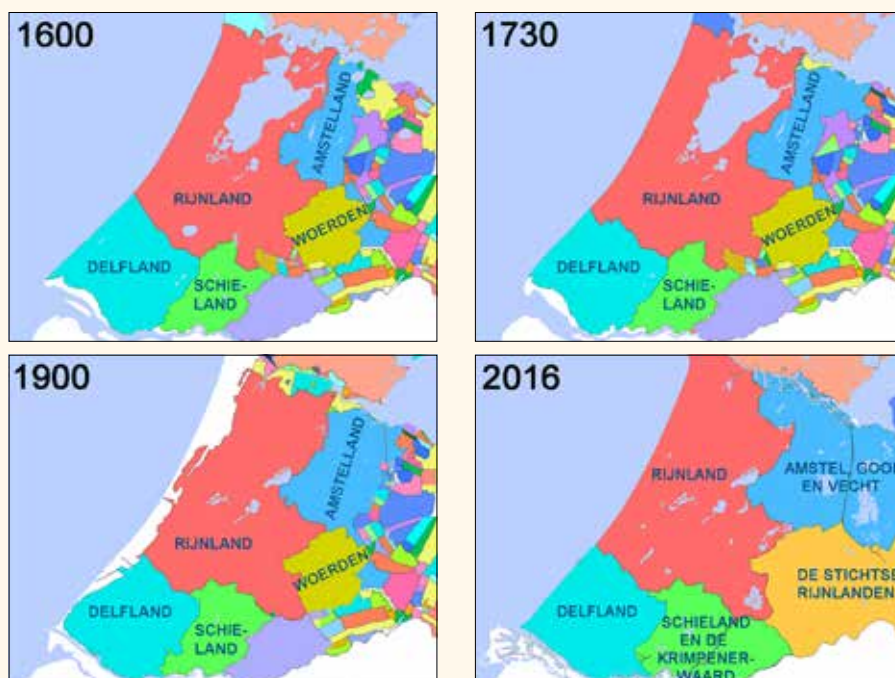 1600
RIJNLAND
AMSTELLAND
WOERDEN
DELFLAND
SCHIE-
LAND
1730
RIJNLAND
AMSTELLAND
WOERDEN
DELFLAND
SCHIE-
LAND
1900
RIJNLAND
AMSTELLAND
WOERDEN
DELFLAND
SCHIE-
LAND
2016
RIJNLAND
AMSTEL, GOOI
EN VECHT
DE STICHTSE
RIJNLANDEN
DELFLAND
SCHIELAND
EN DE
KRIMPENER-
WAARD